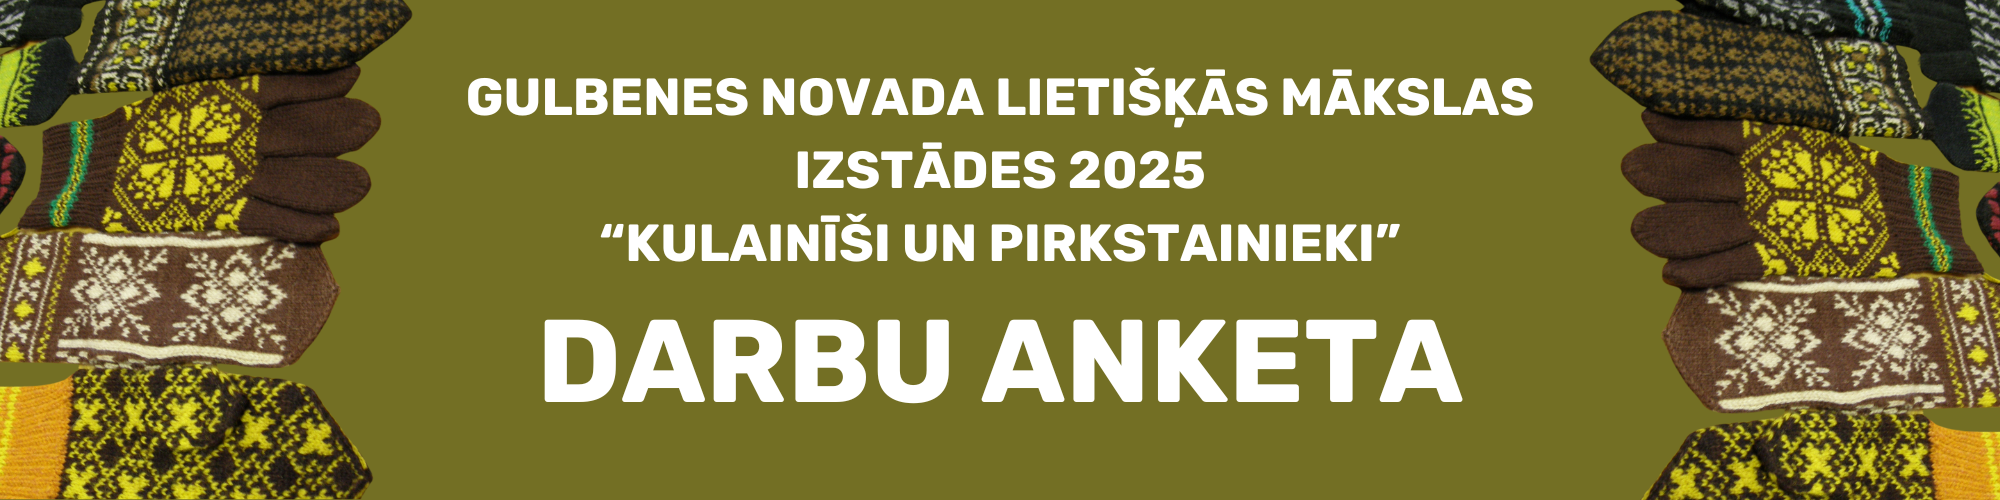 GULBENES NOVADA LIETIŠĶĀS MĀKSLAS
IZSTĀDES 2025
“KULAINĪŠI UN PIRKSTAINIEKI”
DARBU ANKETA